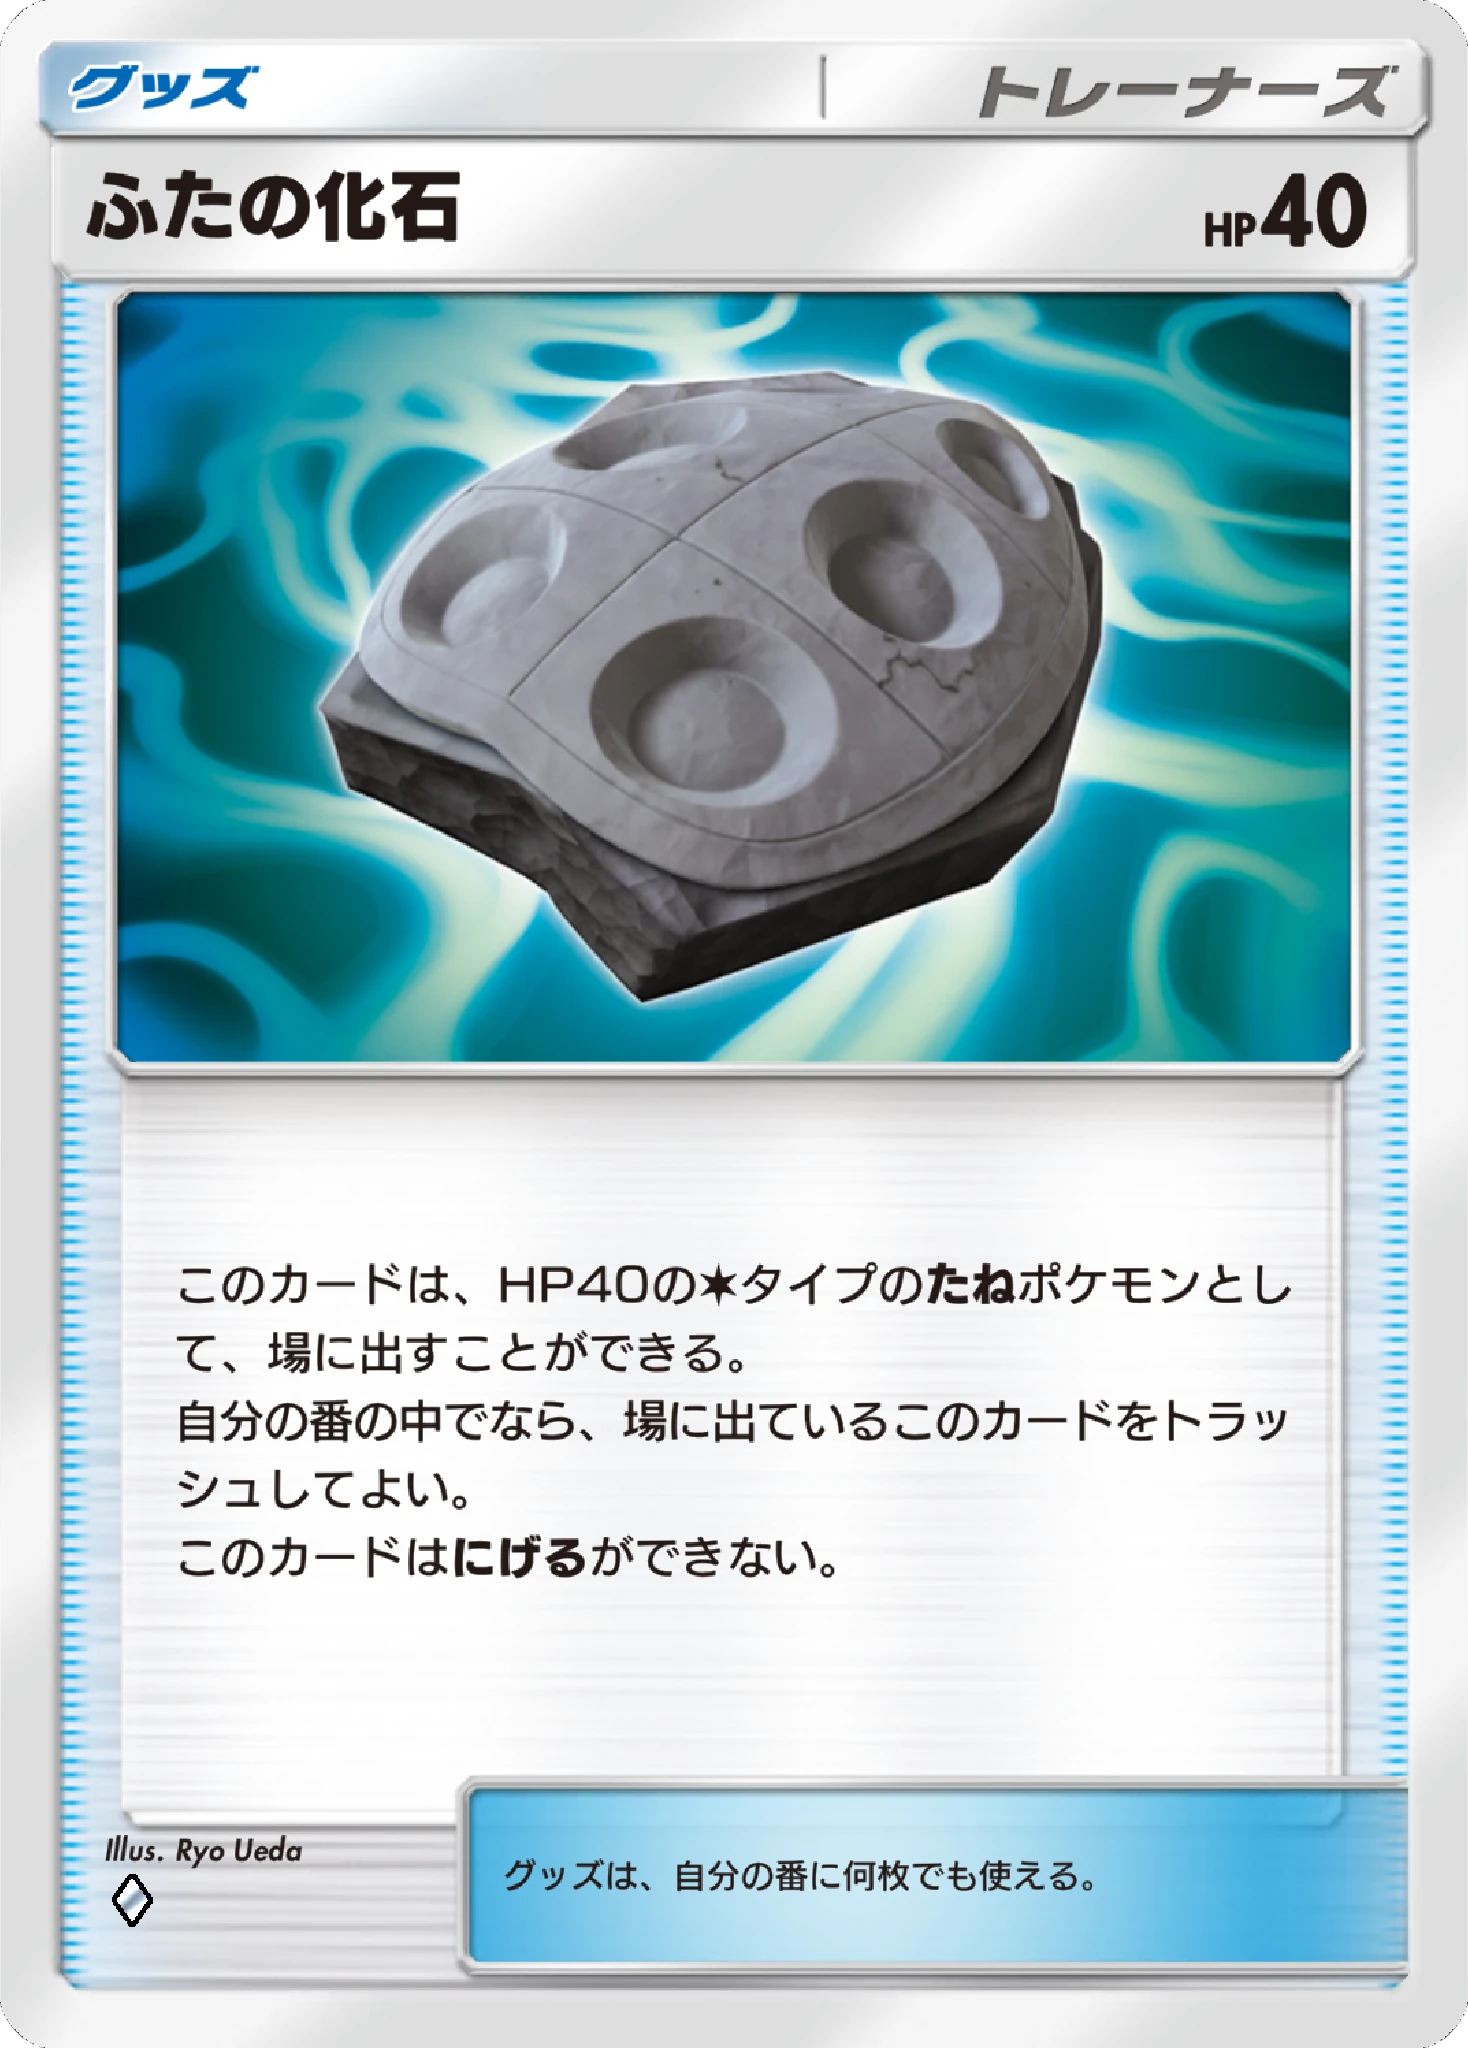 グッズ
トレーナーズ
ふたの化石
HP40
このカードは、HP40の✶タイプのたねポケモンとし
て、場に出すことができる。
自分の番の中でなら、場に出ているこのカードをトラッ
シュしてよい。
このカードはにげるができない。
Illus. Ryo Ueda
グッズは、自分の番に何枚でも使える。